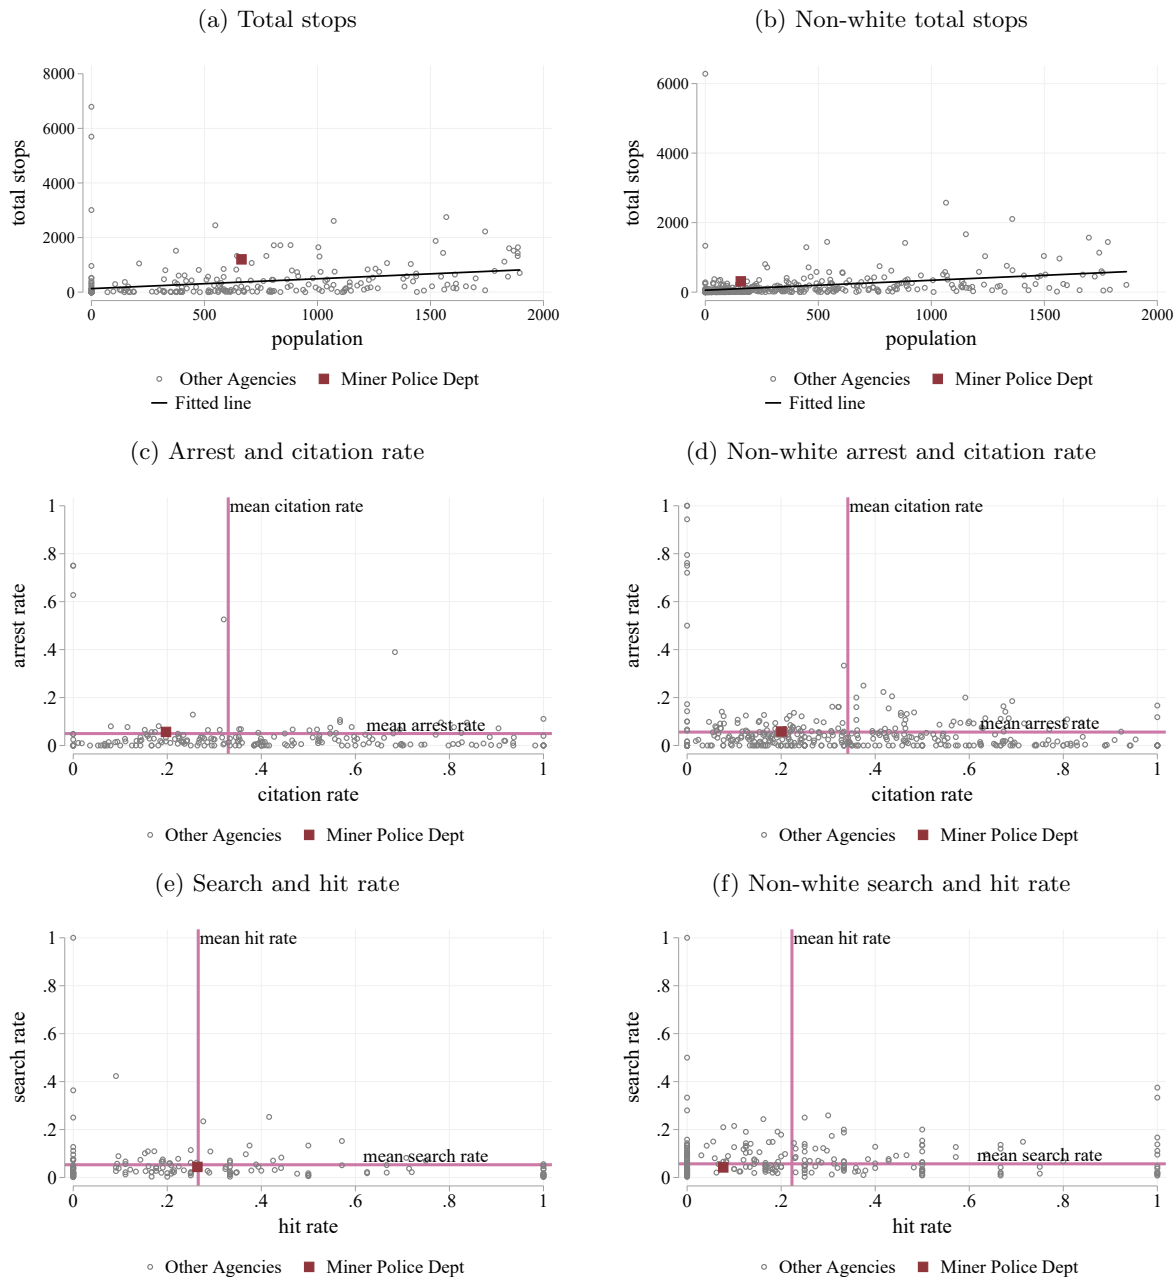 (a) Total stops
(b) Non-white total stops
total stops
8000
6000
4000
2000
0
0 500 1000 1500 2000
population
Other Agencies Miner Police Dept
Fitted line
total stops
6000
4000
2000
0
0 500 1000 1500 2000
population
Other Agencies Miner Police Dept
Fitted line
(c) Arrest and citation rate
(d) Non-white arrest and citation rate
arrest rate
1
.8
.6
.4
.2
0
mean citation rate
mean arrest rate
0 .2 .4 .6 .8 1
citation rate
Other Agencies Miner Police Dept
arrest rate
1
.8
.6
.4
.2
0
mean citation rate
mean arrest rate
0 .2 .4 .6 .8 1
citation rate
Other Agencies Miner Police Dept
(e) Search and hit rate
(f) Non-white search and hit rate
search rate
1
.8
.6
.4
.2
0
mean hit rate
mean search rate
0 .2 .4 .6 .8 1
hit rate
Other Agencies Miner Police Dept
search rate
1
.8
.6
.4
.2
0
mean hit rate
mean search rate
0 .2 .4 .6 .8 1
hit rate
Other Agencies Miner Police Dept